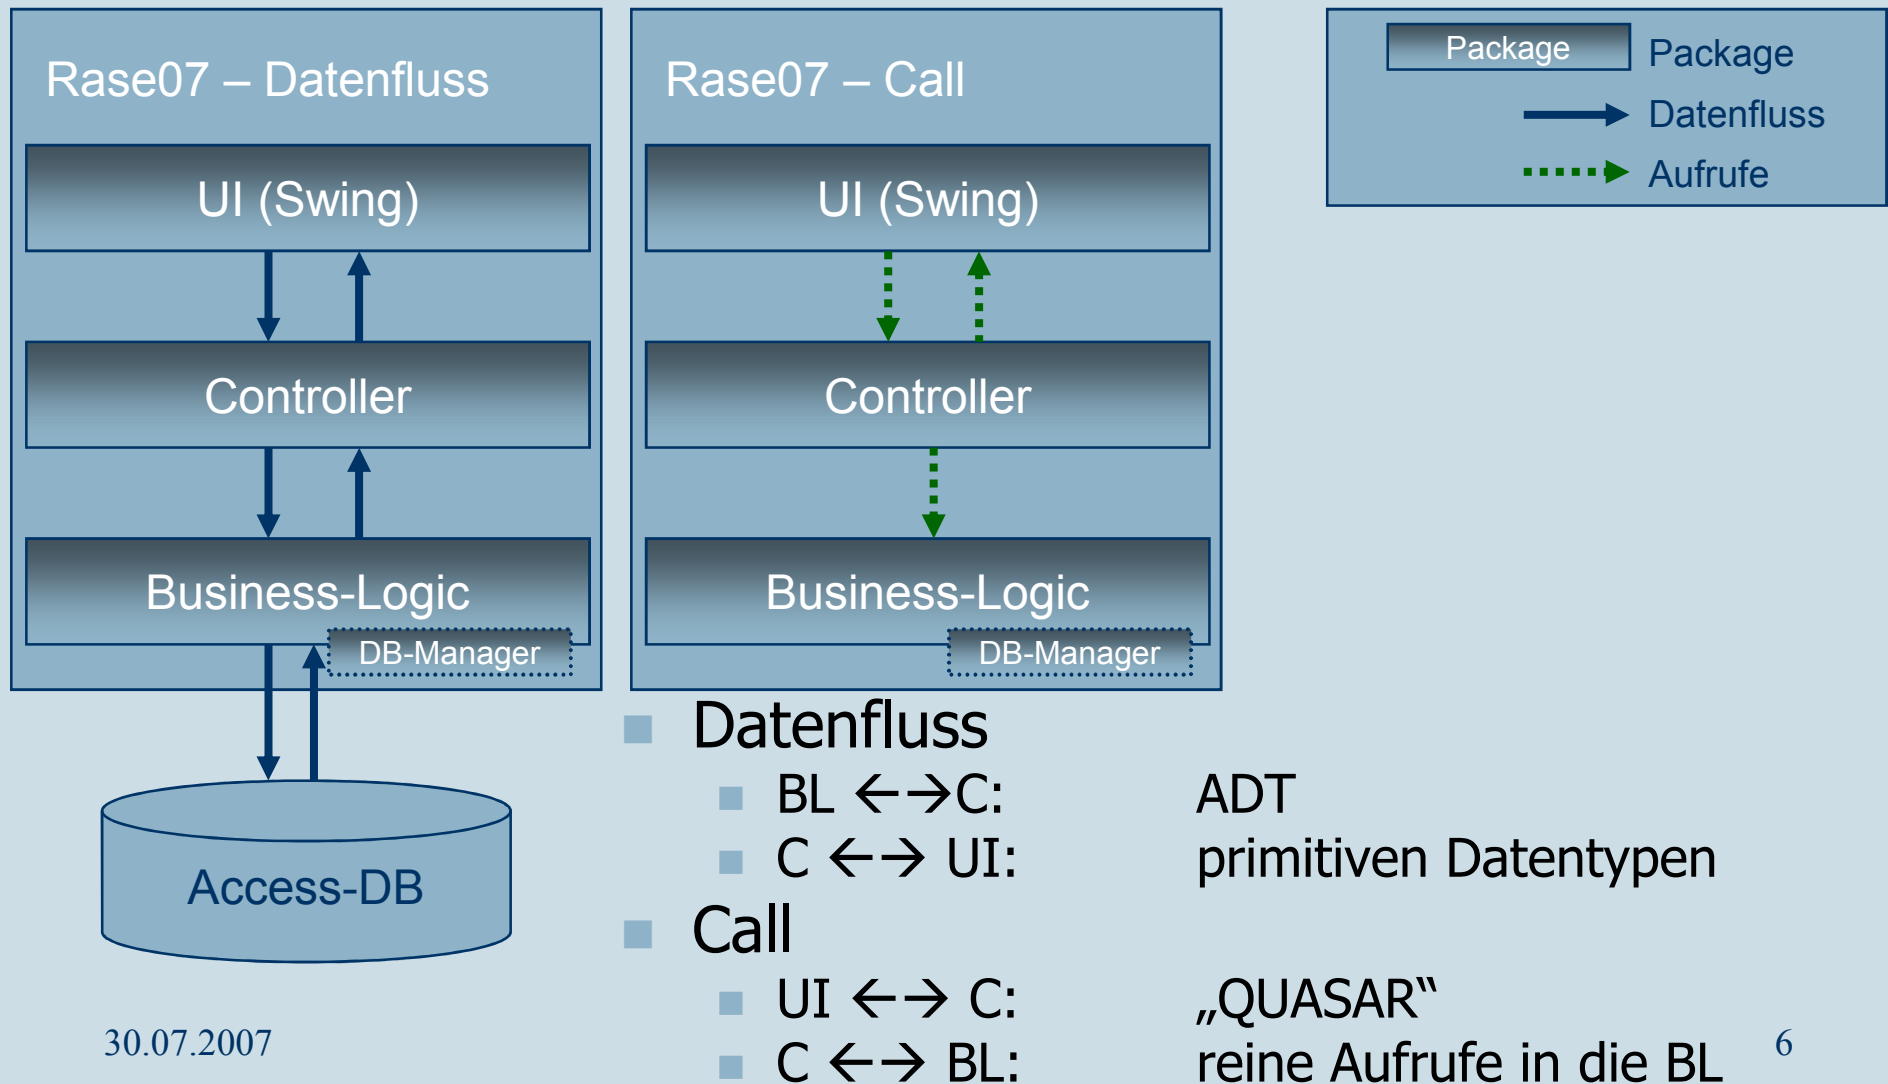 Rase07 – Datenfluss
UI (Swing)
Controller
Business-Logic
DB-Manager
Access-DB
Rase07 – Call
UI (Swing)
Controller
Business-Logic
DB-Manager
Package Package
Datenfluss
Aufrufe
Datenfluss
BL ←→C: ADT
C ←→ UI: primitiven Datentypen
Call
UI ←→ C: „QUASAR“
C ←→ BL: reine Aufrufe in die BL
30.07.2007
6